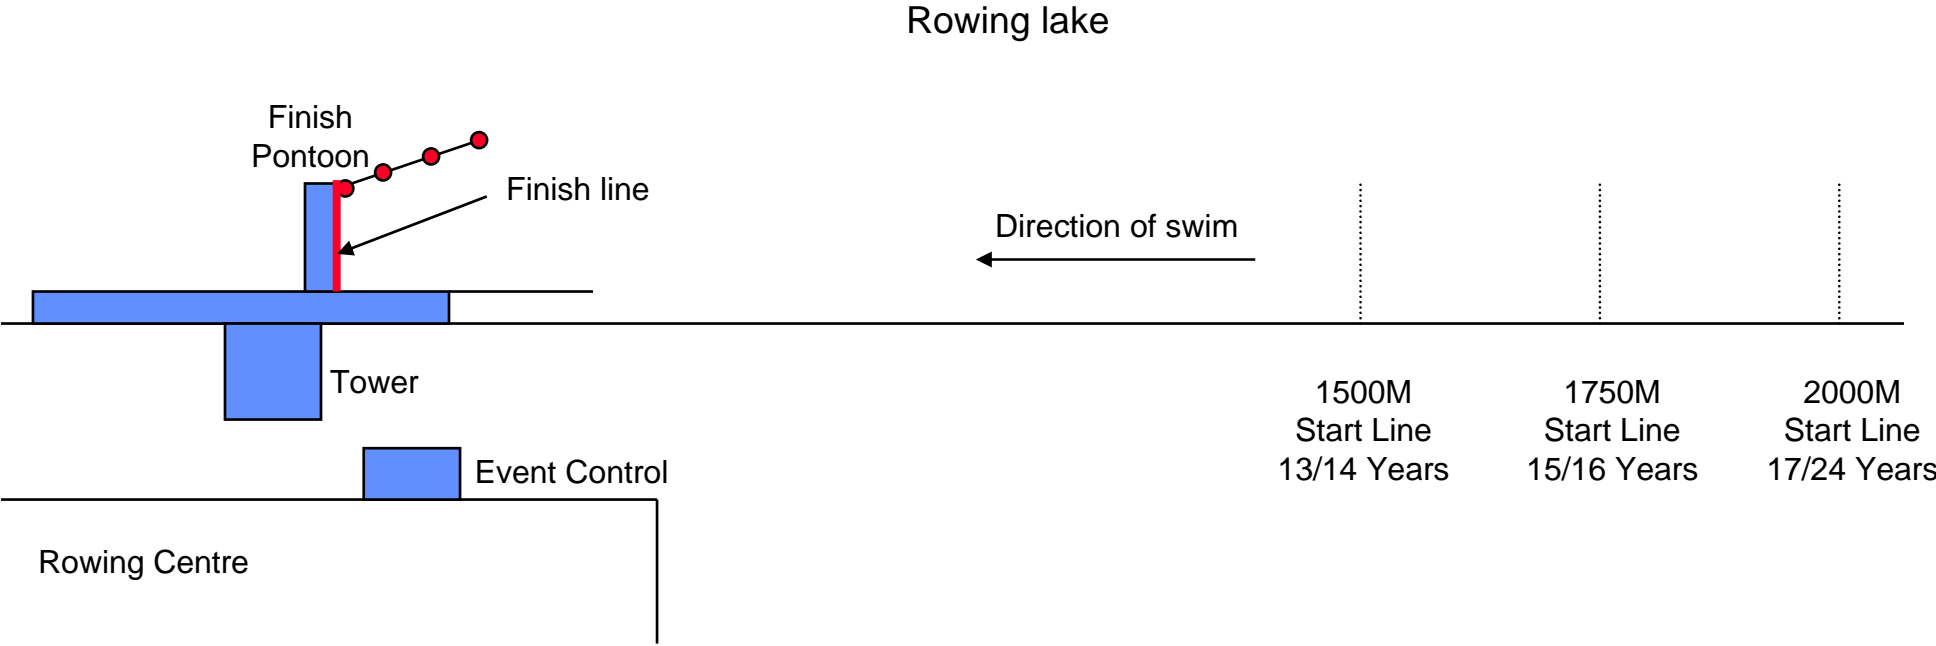 Rowing lake
Finish
Pontoon
Finish line
Direction of swim
Tower
1500M
Start Line
13/14 Years
1750M
Start Line
15/16 Years
2000M
Start Line
17/24 Years
Event Control
Rowing Centre